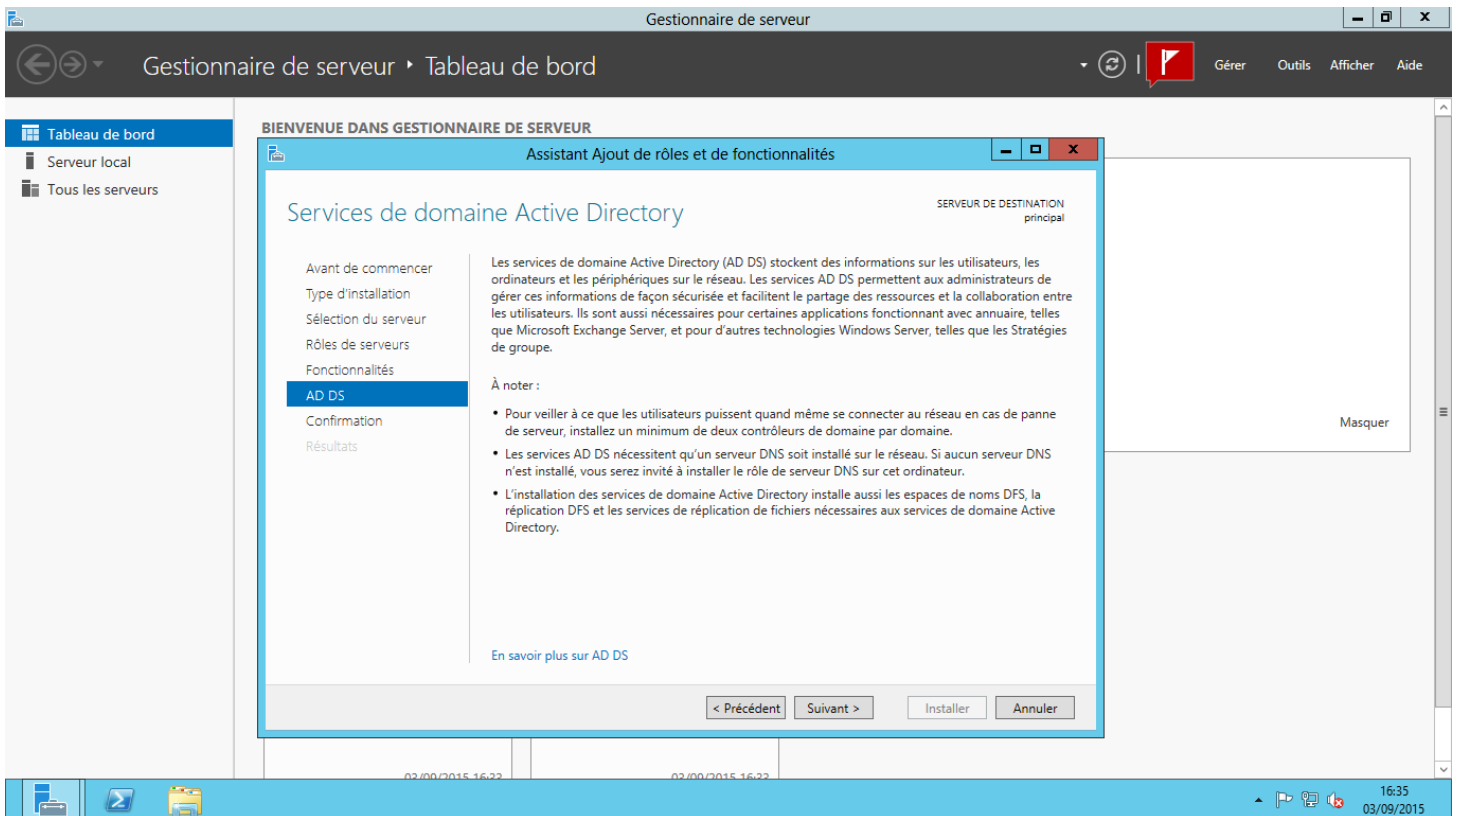 Gestionnaire de serveur
Gestionnaire de serveur • Tableau de bord
Gérer Outils Afficher Aide
Tableau de bord
Serveur local
Tous les serveurs
BIENVENUE DANS GESTIONNAIRE DE SERVEUR
Assistant Ajout de rôles et de fonctionnalités
Services de domaine Active Directory
SERVEUR DE DESTINATION
principal
Avant de commencer
Type d'installation
Sélection du serveur
Rôles de serveurs
Fonctionnalités
AD DS
Confirmation
Résultats
Les services de domaine Active Directory (AD DS) stockent des informations sur les utilisateurs, les
ordinateurs et les périphériques sur le réseau. Les services AD DS permettent aux administrateurs de
gérer ces informations de façon sécurisée et facilitent le partage des ressources et la collaboration entre
les utilisateurs. Ils sont aussi nécessaires pour certaines applications fonctionnant avec annuaire, telles
que Microsoft Exchange Server, et pour d'autres technologies Windows Server, telles que les Stratégies
de groupe.
À noter :
• Pour veiller à ce que les utilisateurs puissent quand même se connecter au réseau en cas de panne
de serveur, installez un minimum de deux contrôleurs de domaine par domaine.
• Les services AD DS nécessitent qu'un serveur DNS soit installé sur le réseau. Si aucun serveur DNS
n'est installé, vous serez invité à installer le rôle de serveur DNS sur cet ordinateur.
• L'installation des services de domaine Active Directory installe aussi les espaces de noms DFS, la
réplication DFS et les services de réplication de fichiers nécessaires aux services de domaine Active
Directory.
En savoir plus sur AD DS
< Précédent Suivant > Installer Annuler
Masquer
03/09/2015 16:33 03/09/2015 16:33
16:35
03/09/2015